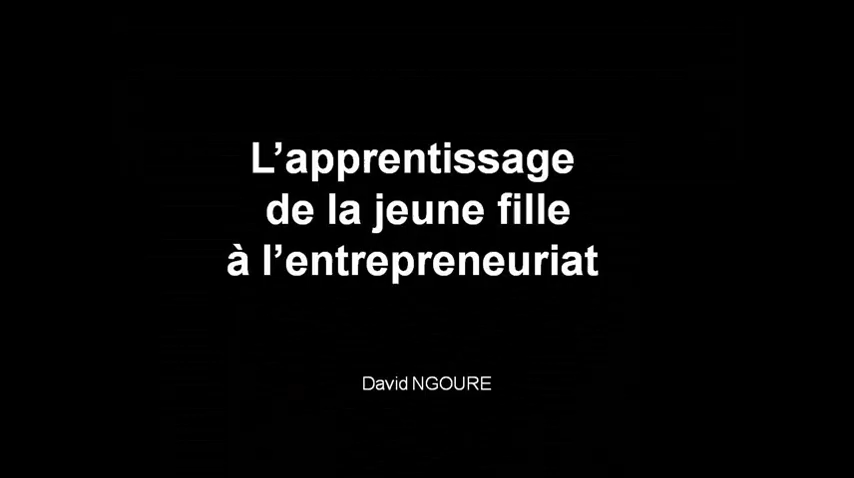 L’apprentissage
de la jeune fille
à l’entrepreneuriat
David NGOURE